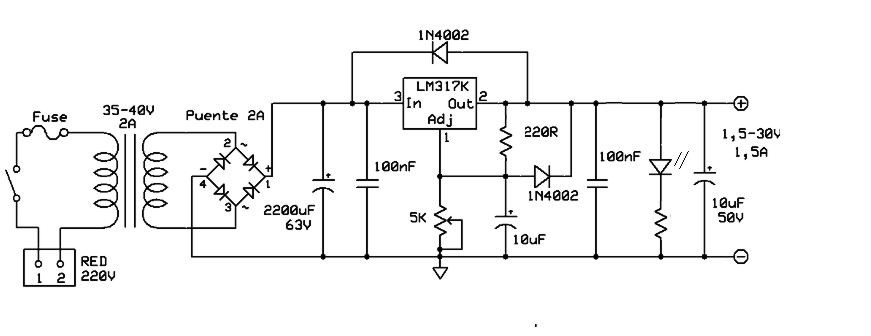 1N4002
LM317K
3 In Out 2
Adj
1
Fuse
35-40V
2A
Puente 2A
2 ~
- +
4 1
3 ~
2200uF
63V
+
100nF
5K
220R
1N4002
+
10uF
100nF
+
10uF
50V
+
1,5-30V
1,5A
-
RED
220V
1 2